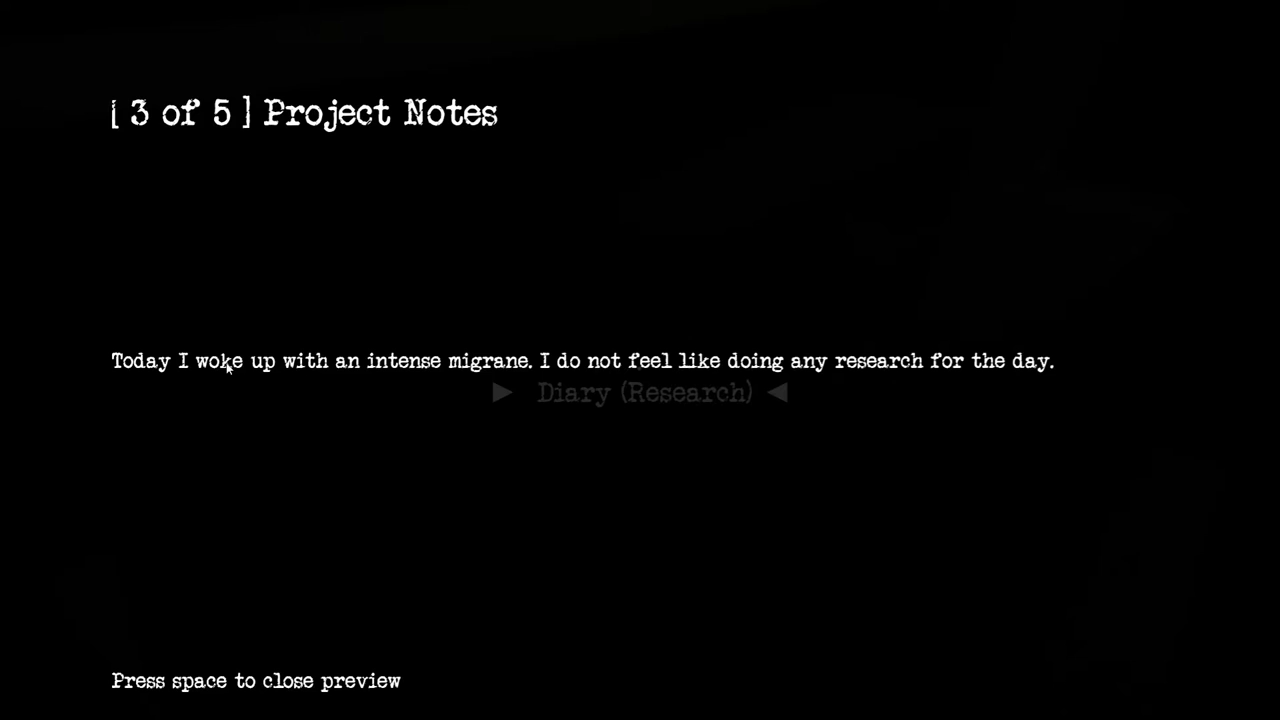 [ 3 of 5 ] Project Notes
Today I woke up with an intense migrane. I do not feel like doing any research for the day.
► Diary (Research) ◄
Press space to close preview